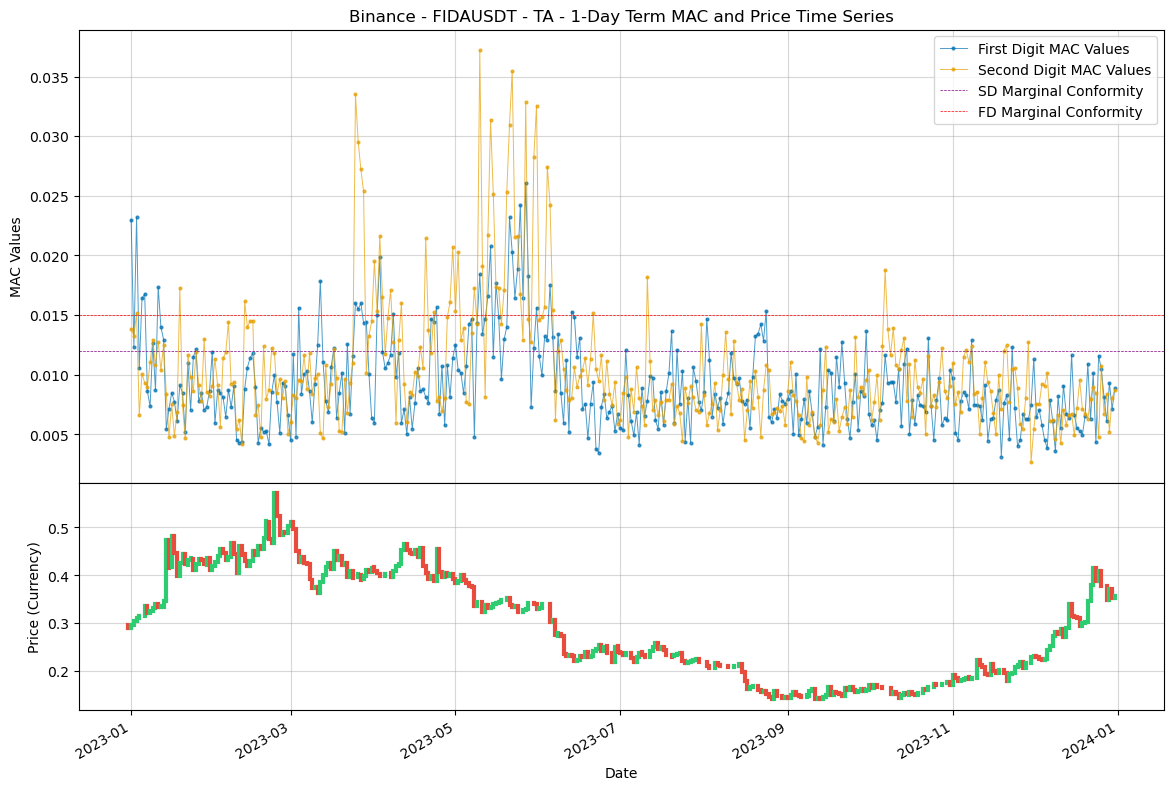 Binance - FIDAUSDT - TA - 1-Day Term MAC and Price Time Series
First Digit MAC Values
Second Digit MAC Values
SD Marginal Conformity
FD Marginal Conformity
MAC Values
0.035
0.030
0.025
0.020
0.015
0.010
0.005
Price (Currency)
0.5
0.4
0.3
0.2
2023-01
2023-03
2023-05
2023-07
2023-09
2023-11
2024-01
Date